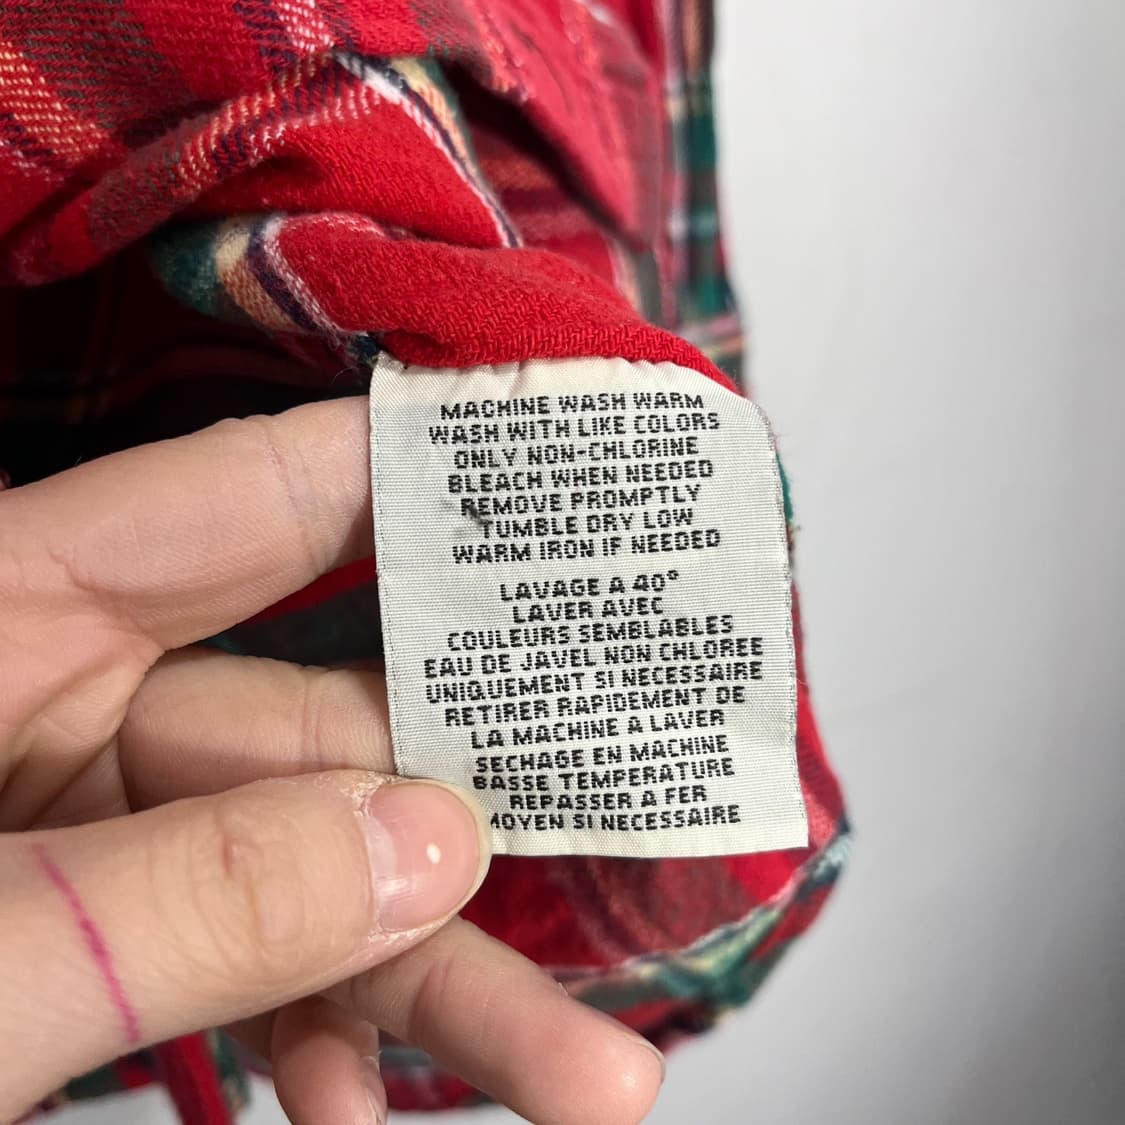 MACHINE WASH WARM
WASH WITH LIKE COLORS
ONLY NON-CHLORINE
BLEACH WHEN NEEDED
REMOVE PROMPTLY
TUMBLE DRY LOW
WARM IRON IF NEEDED
LAVAGE A 40°
LAVER AVEC
COULEURS SEMBLABLES
EAU DE JAVEL NON CHLOREE
UNIQUEMENT SI NECESSAIRE
RETIRER RAPIDEMENT DE
LA MACHINE A LAVER
SECHAGE EN MACHINE
BASSE TEMPERATURE
REPASSER A FER
MOYEN SI NECESSAIRE